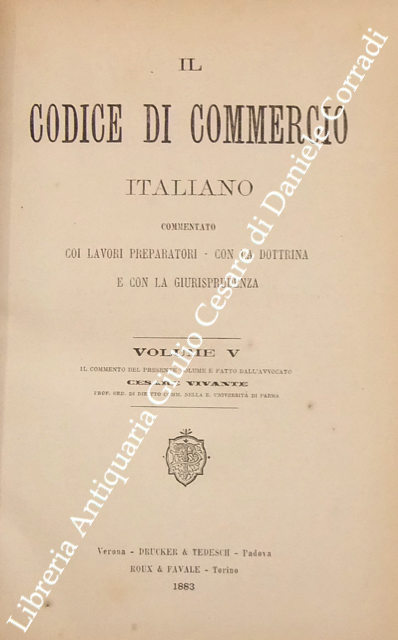 IL
CODICE DI COMMERCIO
ITALIANO
COMMENTATO
COI LAVORI PREPARATORI - CON LA DOTTRINA
E CON LA GIURISPRUDENZA
VOLUME V
IL COMMENTO DEL PRESENTE VOLUME È FATTO DALL'AVVOCATO
CESARE VIVANTE
PROF. ORD. DI DIRITTO COMM. NELLA R. UNIVERSITÀ DI PARMA
Verona - DRUCKER & TEDESCHI - Padova
ROUX & FAVALE - Torino
1883
Libreria Antiquaria Giulio Cesare di Daniele Corradi